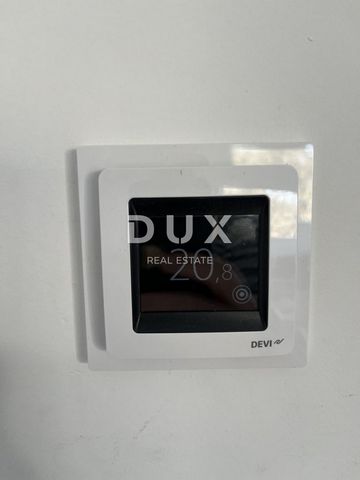 DUX
REAL ESTATE
20,8
DEVI